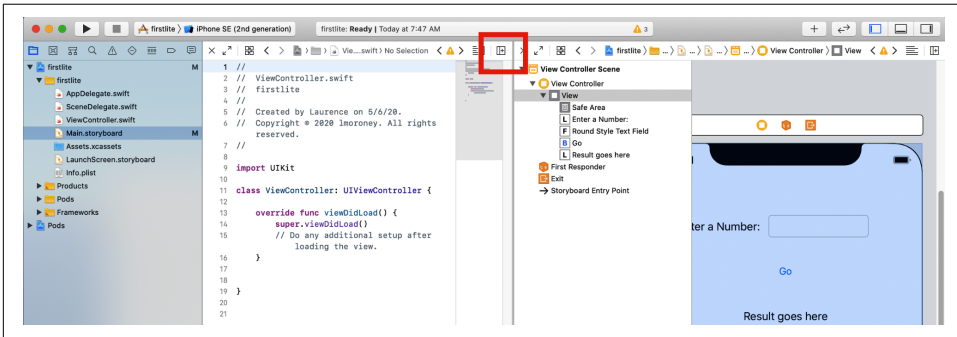 firstlite 〉 iPhone SE (2nd generation)
firstlite: Ready | Today at 7:47 AM
3
Vie....swift 〉 No Selection
firstlite 〉 ... 〉 ... 〉 ... 〉 ... 〉 View Controller 〉 View
firstlite M
firstlite
AppDelegate.swift
SceneDelegate.swift
ViewController.swift
Main.storyboard M
Assets.xcassets
LaunchScreen.storyboard
Info.plist
Products
Pods
Frameworks
Pods
1 //
2 // ViewController.swift
3 // firstlite
4 //
5 // Created by Laurence on 5/6/20.
6 // Copyright © 2020 lmoroney. All rights
reserved.
7 //
8
9 import UIKit
10
11 class ViewController: UIViewController {
12
13 override func viewDidLoad() {
14 super.viewDidLoad()
15 // Do any additional setup after
loading the view.
16 }
17
18
19 }
20
21
View Controller Scene
View Controller
View
Safe Area
L Enter a Number:
F Round Style Text Field
B Go
L Result goes here
First Responder
Exit
Storyboard Entry Point
ter a Number:
Go
Result goes here